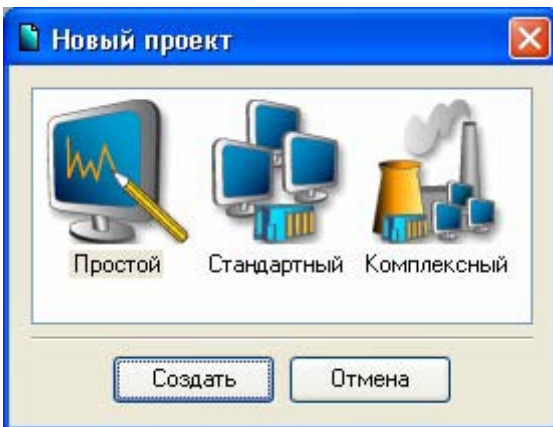 Новый проект
Простой Стандартный Комплексный
Создать Отмена